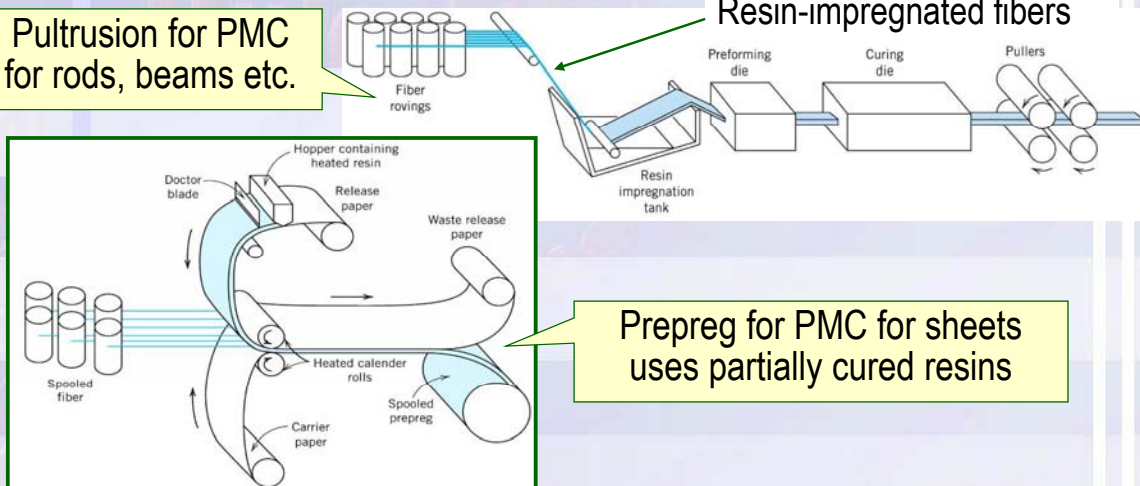 Pultrusion for PMC
for rods, beams etc.
Resin-impregnated fibers
Fiber
rovings
Preforming
die
Curing
die
Pullers
Resin
impregnation
tank
Hopper containing
heated resin
Doctor
blade
Release
paper
Waste release
paper
Spooled
fiber
Heated calender
rolls
Spooled
prepreg
Carrier
paper
Prepreg for PMC for sheets
uses partially cured resins